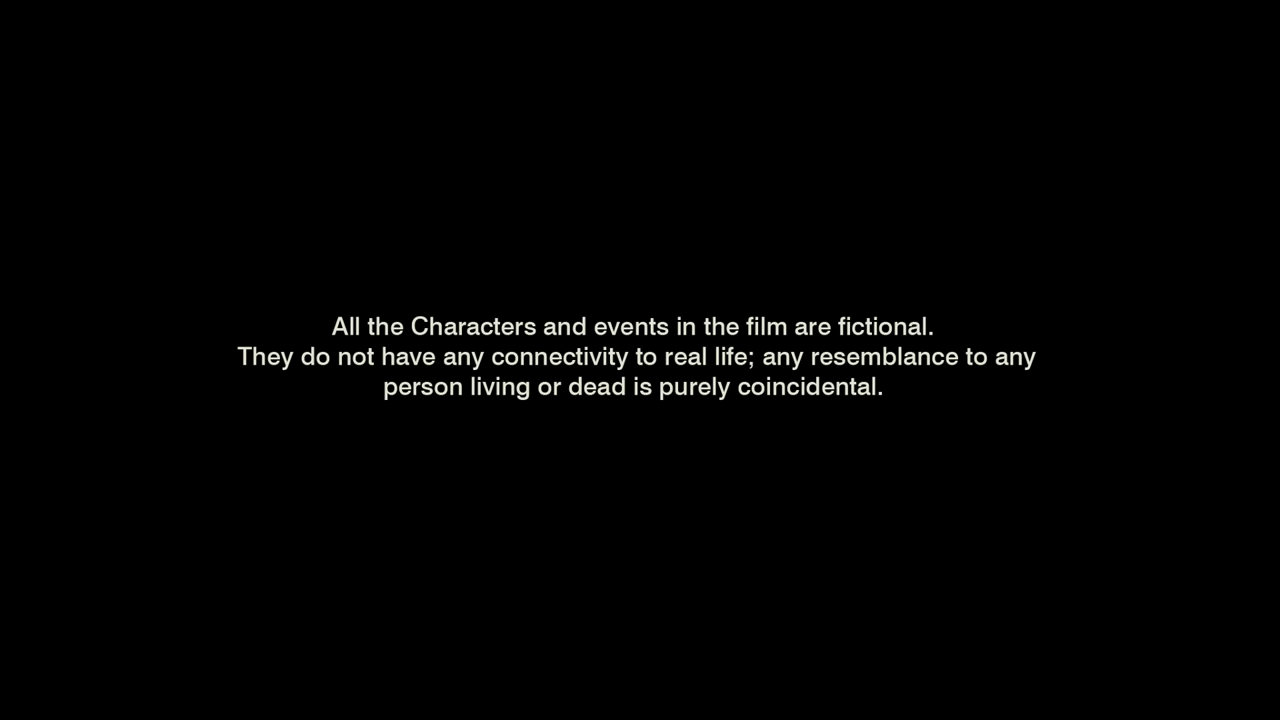 All the Characters and events in the film are fictional.
They do not have any connectivity to real life; any resemblance to any
person living or dead is purely coincidental.